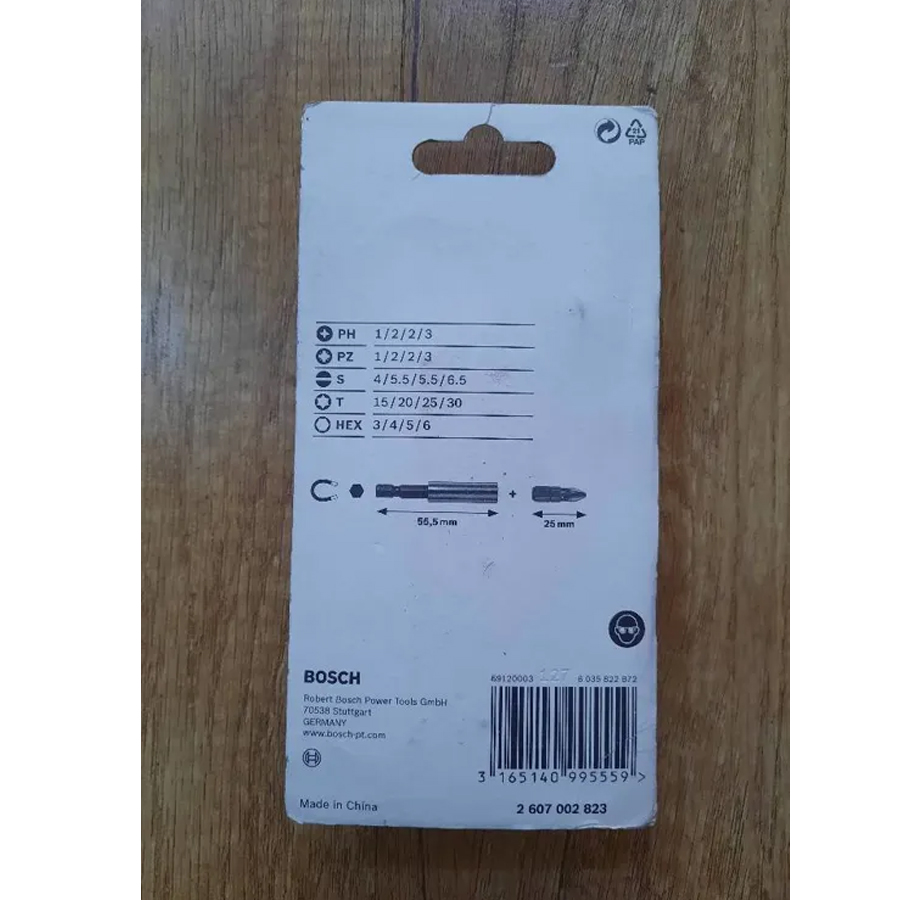 21
PAP
PH 1/2/2/3
PZ 1/2/2/3
S 4/5.5/5.5/6.5
T 15/20/25/30
HEX 3/4/5/6
+
55,5 mm
25 mm
BOSCH
Robert Bosch Power Tools GmbH
70538 Stuttgart
GERMANY
www.bosch-pt.com
Made in China
69120003 127 6 035 822 872
3 165140 995559 >
2 607 002 823